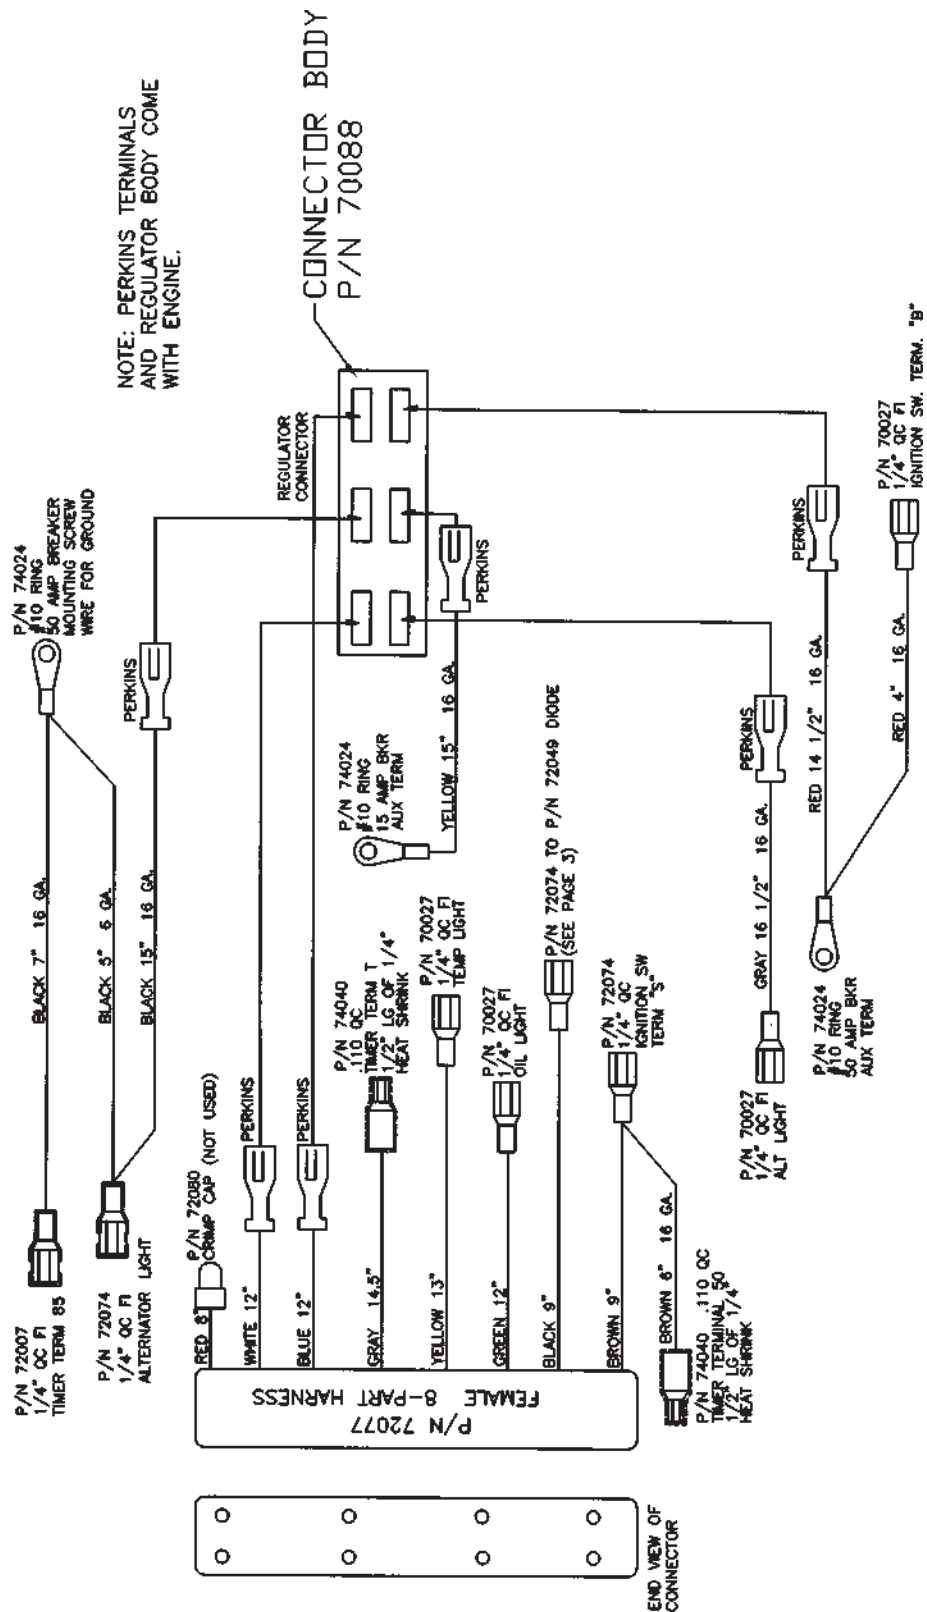 NOTE: PERKINS TERMINALS
AND REGULATOR BODY COME
WITH ENGINE.
CONNECTOR BODY
P/N 70088
P/N 74024
#10 RING
50 AMP BREAKER
MOUNTING SCREW
WIRE FOR GROUND
BLACK 7" 16 GA.
BLACK 5" 6 GA.
BLACK 15" 16 GA.
PERKINS
P/N 72007
1/4" QC FI
TIMER TERM 85
P/N 72074
1/4" QC FI
ALTERNATOR LIGHT
REGULATOR
CONNECTOR
PERKINS
YELLOW 15" 16 GA.
P/N 74024
#10 RING
15 AMP BKR
AUX TERM
P/N 72080
CRIMP CAP (NOT USED)
RED 8"
WHITE 12"
PERKINS
BLUE 12"
PERKINS
GRAY 14.5"
P/N 74040
.110 QC
TIMER TERM T
1/2" LG OF 1/4"
HEAT SHRINK
YELLOW 13"
P/N 70027
1/4" QC FI
TEMP LIGHT
GREEN 12"
P/N 70027
1/4" QC FI
OIL LIGHT
BLACK 9"
P/N 72074 TO P/N 72049 DIODE
(SEE PAGE 3)
BROWN 9"
P/N 72074
1/4" QC
IGNITION SW
TERM "S"
BROWN 6" 16 GA.
P/N 74040 .110 QC
TIMER TERMINAL 50
1/2" LG OF 1/4"
HEAT SHRINK
P/N 72077
FEMALE 8-PART HARNESS
END VIEW OF
CONNECTOR
P/N 70027
1/4" QC FI
ALT LIGHT
GRAY 16 1/2" 16 GA.
PERKINS
P/N 74024
#10 RING
50 AMP BKR
AUX TERM
RED 14 1/2" 16 GA.
PERKINS
RED 4" 16 GA.
P/N 70027
1/4" QC FI
IGNITION SW. TERM. "B"